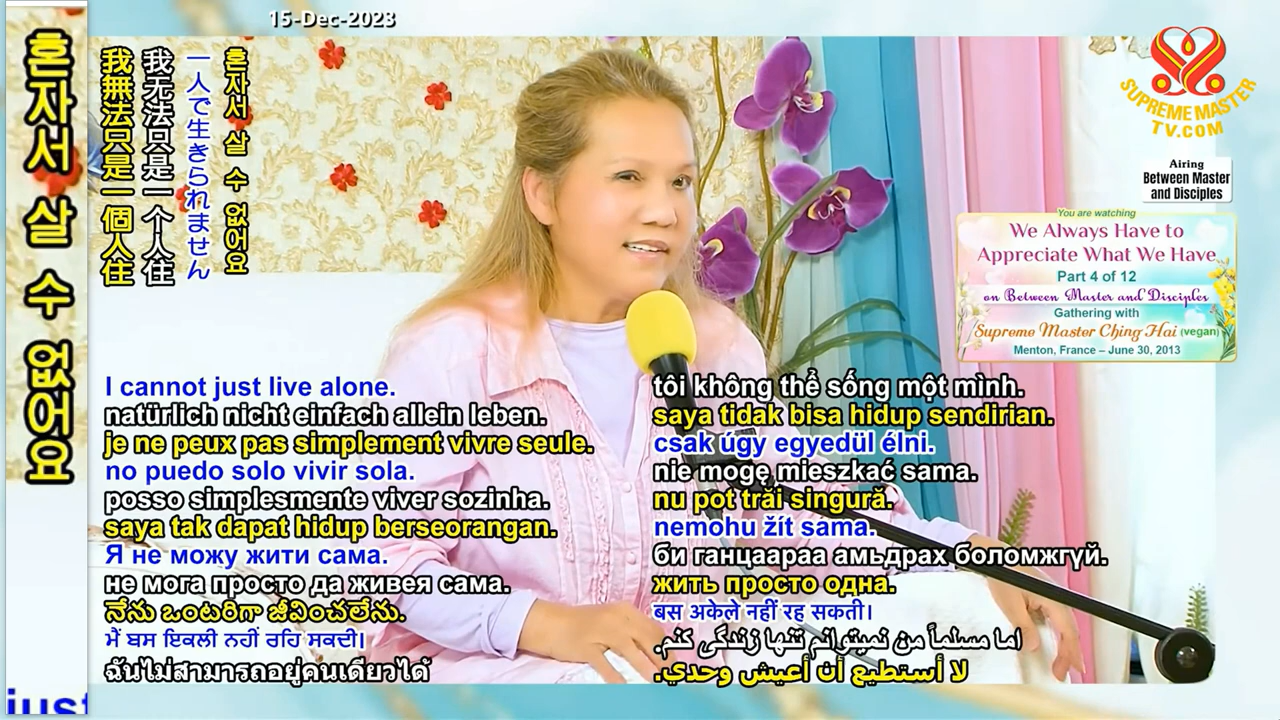 15-Dec-2023
혼자서 살 수 없어요
我無法只是一個人住
我无法只是一个人住
一人で生きられません
혼자서 살 수 없어요
SUPREME MASTER
TV.COM
Airing
Between Master
and Disciples
You are watching
We Always Have to
Appreciate What We Have
Part 4 of 12
on Between Master and Disciples
Gathering with
Supreme Master Ching Hai (vegan)
Menton, France – June 30, 2013
I cannot just live alone.
natürlich nicht einfach allein leben.
je ne peux pas simplement vivre seule.
no puedo solo vivir sola.
posso simplesmente viver sozinha.
saya tak dapat hidup berseorangan.
Я не можу жити сама.
не мога просто да живея сама.
నేను ఒంటరిగా జీవించలేను.
ਮੈਂ ਬਸ ਇਕਲੀ ਨਹੀਂ ਰਹਿ ਸਕਦੀ।
ฉันไม่สามารถอยู่คนเดียวได้
tôi không thể sống một mình.
saya tidak bisa hidup sendirian.
csak úgy egyedül élni.
nie mogę mieszkać sama.
nu pot trăi singură.
nemohu žít sama.
би ганцаараа амьдрах боломжгүй.
жить просто одна.
बस अकेले नहीं रह सकती।
اما مسلماً من نمیتوانم تنها زندگی کنم.
لا أستطيع أن أعيش وحدي.
just